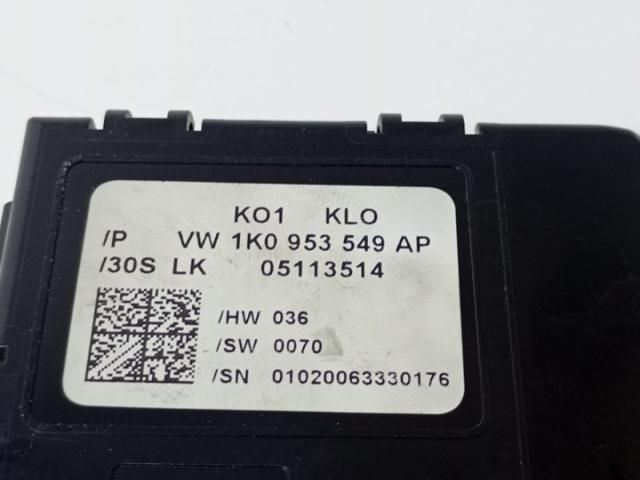 KO1 KLO
/P VW 1K0 953 549 AP
/30S LK 05113514
/HW 036
/SW 0070
/SN 01020063330176